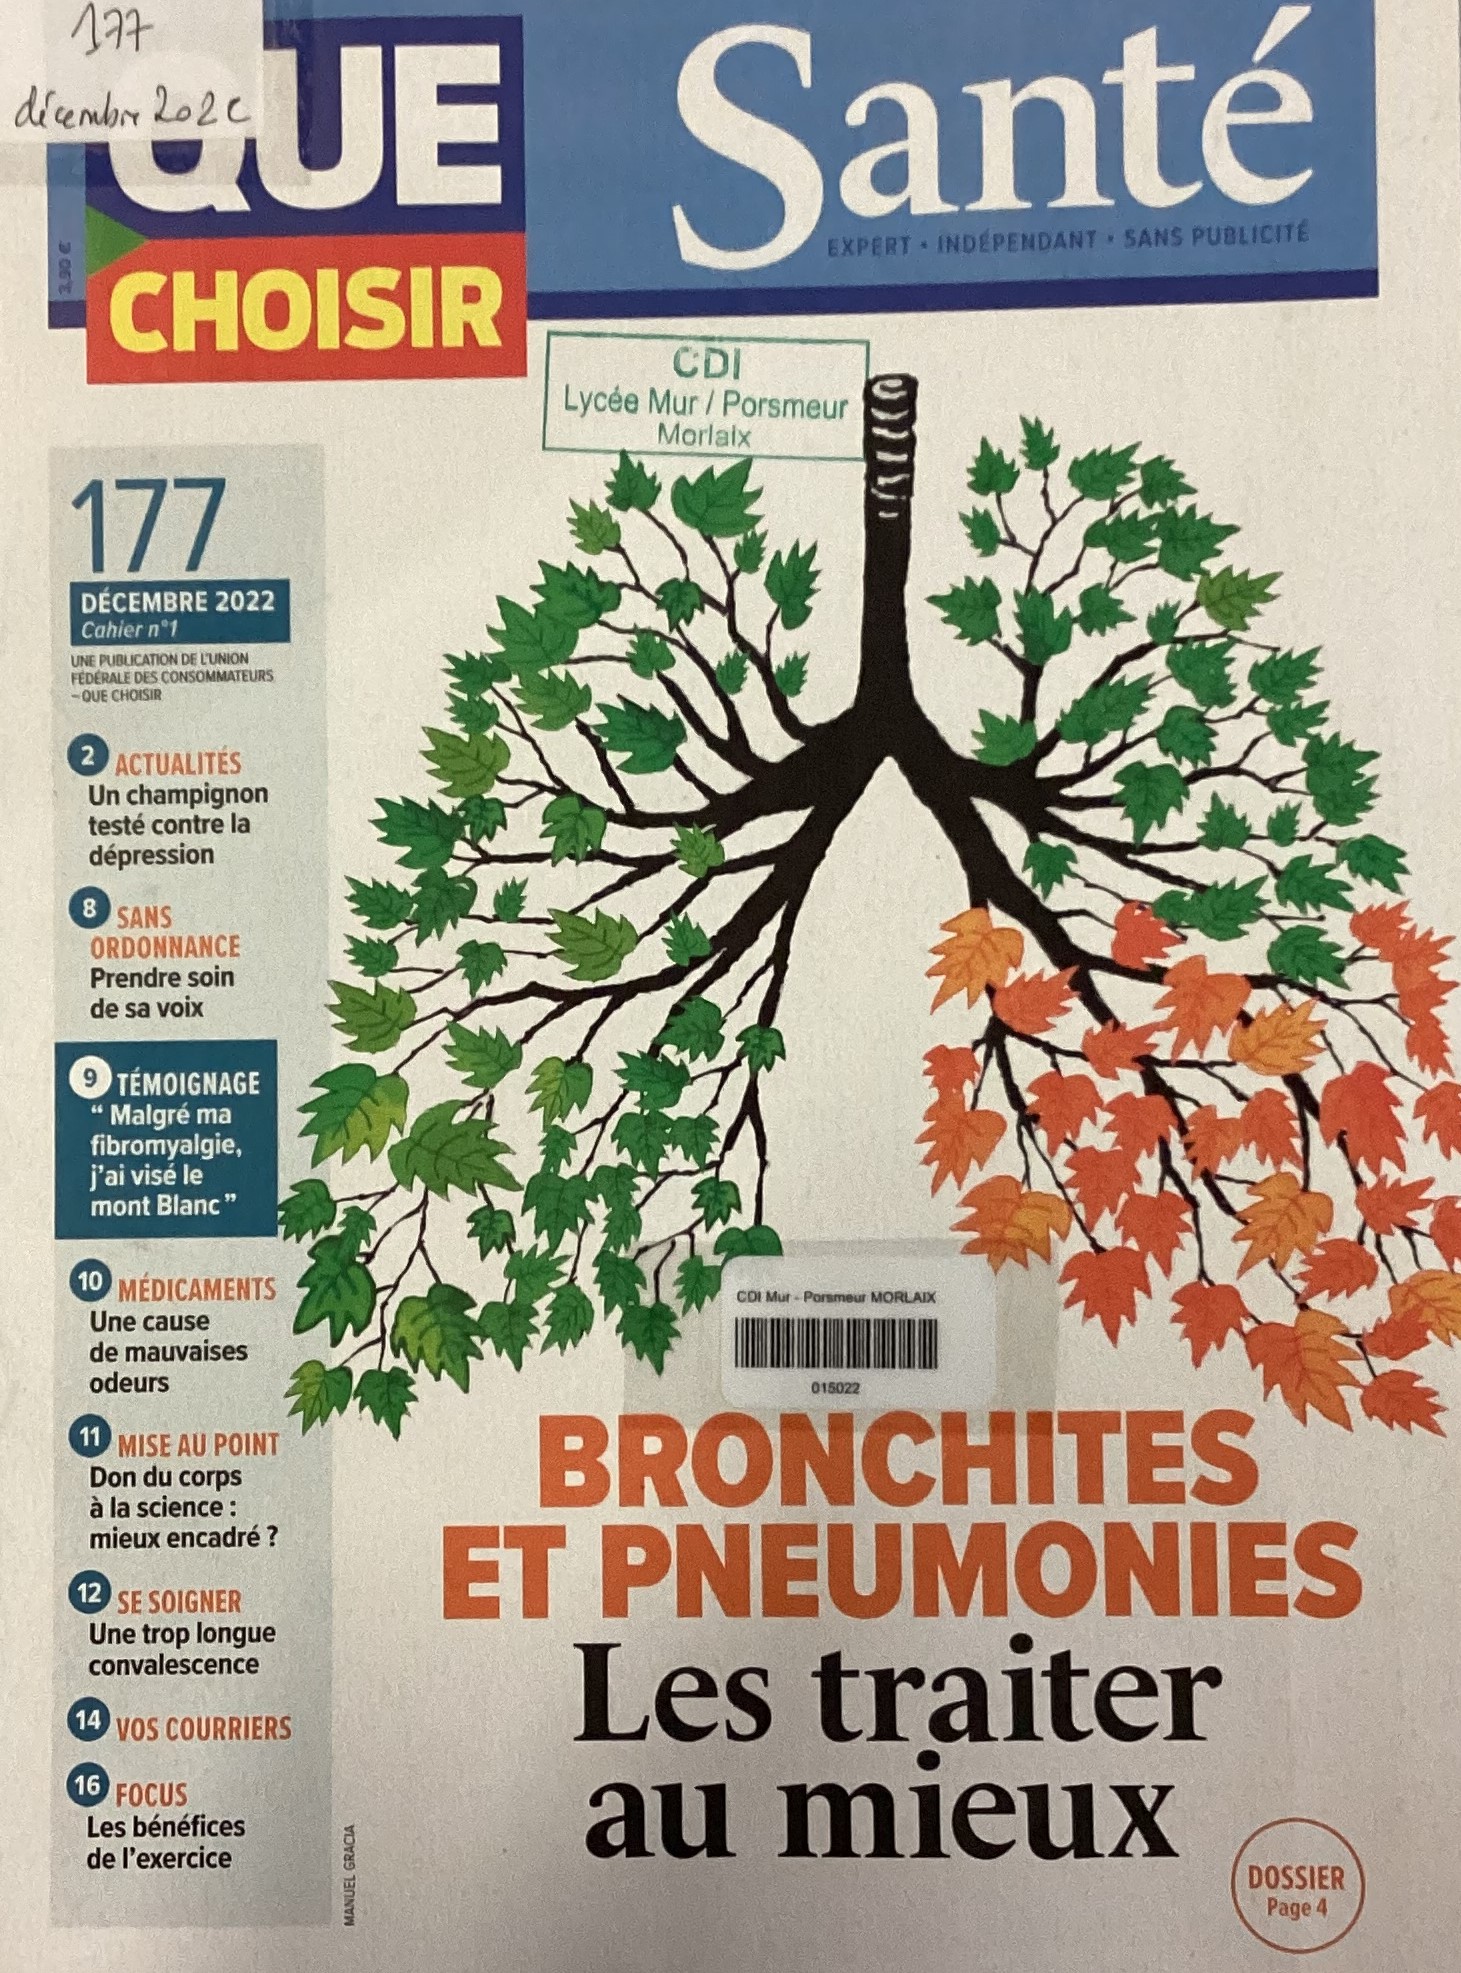 177
décembre 202
QUE
CHOISIR
Santé
EXPERT • INDÉPENDANT • SANS PUBLICITÉ
3,90 €
CDI
Lycée Mur / Porsmeur
Morlaix
177
DÉCEMBRE 2022
Cahier n°1
UNE PUBLICATION DE L'UNION
FÉDÉRALE DES CONSOMMATEURS
– QUE CHOISIR
2 ACTUALITÉS
Un champignon
testé contre la
dépression
8 SANS
ORDONNANCE
Prendre soin
de sa voix
9 TÉMOIGNAGE
“ Malgré ma
fibromyalgie,
j'ai visé le
mont Blanc ”
10 MÉDICAMENTS
Une cause
de mauvaises
odeurs
11 MISE AU POINT
Don du corps
à la science :
mieux encadré ?
12 SE SOIGNER
Une trop longue
convalescence
14 VOS COURRIERS
16 FOCUS
Les bénéfices
de l'exercice
MANUEL GRACIA
CDI Mur - Porsmeur MORLAIX
015022
BRONCHITES
ET PNEUMONIES
Les traiter
au mieux
DOSSIER
Page 4